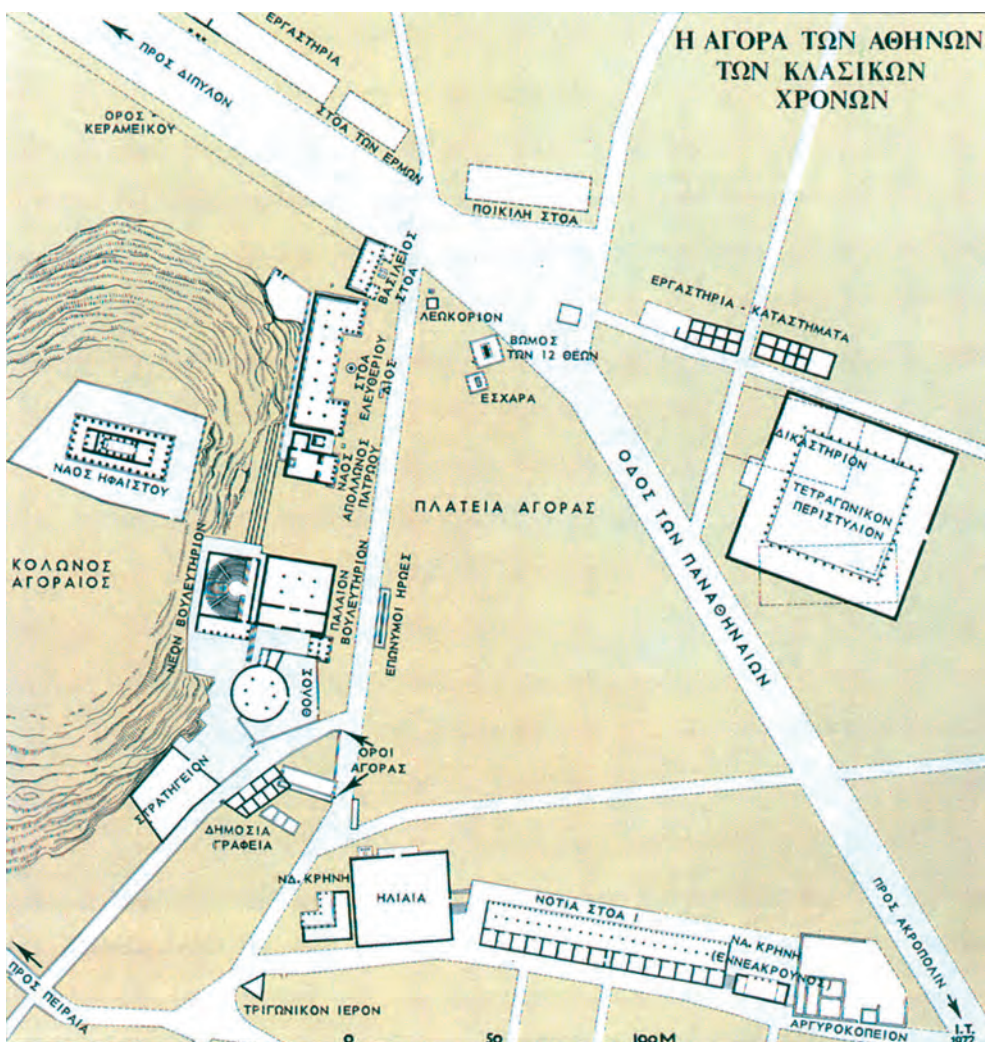 Η ΑΓΟΡΑ ΤΩΝ ΑΘΗΝΩΝ
ΤΩΝ ΚΛΑΣΙΚΩΝ
ΧΡΟΝΩΝ
ΕΡΓΑΣΤΗΡΙΑ
ΠΡΟΣ ΔΙΠΥΛΟΝ
ΣΤΟΑ ΤΩΝ ΕΡΜΩΝ
ΟΡΟΣ
ΚΕΡΑΜΕΙΚΟΥ
ΠΟΙΚΙΛΗ ΣΤΟΑ
ΒΑΣΙΛΕΙΟΣ
ΣΤΟΑ
ΛΕΩΚΟΡΙΟΝ
ΕΡΓΑΣΤΗΡΙΑ - ΚΑΤΑΣΤΗΜΑΤΑ
ΒΩΜΟΣ
ΤΩΝ 12 ΘΕΩΝ
ΕΣΧΑΡΑ
ΣΤΟΑ
ΕΛΕΥΘΕΡΙΟΥ
ΔΙΟΣ
ΝΑΟΣ
ΑΠΟΛΛΩΝΟΣ
ΠΑΤΡΩΟΥ
ΝΑΟΣ ΗΦΑΙΣΤΟΥ
ΔΙΚΑΣΤΗΡΙΟΝ
ΤΕΤΡΑΓΩΝΙΚΟΝ
ΠΕΡΙΣΤΥΛΙΟΝ
ΠΛΑΤΕΙΑ ΑΓΟΡΑΣ
ΟΔΟΣ ΤΩΝ ΠΑΝΑΘΗΝΑΙΩΝ
ΚΟΛΩΝΟΣ
ΑΓΟΡΑΙΟΣ
ΝΕΟΝ ΒΟΥΛΕΥΤΗΡΙΟΝ
ΠΑΛΑΙΟΝ
ΒΟΥΛΕΥΤΗΡΙΟΝ
ΕΠΩΝΥΜΟΙ ΗΡΩΕΣ
ΘΟΛΟΣ
ΟΡΟΙ
ΑΓΟΡΑΣ
ΣΤΡΑΤΗΓΕΙΟΝ
ΔΗΜΟΣΙΑ
ΓΡΑΦΕΙΑ
ΝΔ. ΚΡΗΝΗ
ΗΛΙΑΙΑ
ΝΟΤΙΑ ΣΤΟΑ Ι
ΝΑ. ΚΡΗΝΗ
(ΕΝΝΕΑΚΡΟΥΝΟΣ)
ΠΡΟΣ ΑΚΡΟΠΟΛΙΝ
ΠΡΟΣ ΠΕΙΡΑΙΑ
ΤΡΙΓΩΝΙΚΟΝ ΙΕΡΟΝ
ΑΡΓΥΡΟΚΟΠΕΙΟΝ
0 50 100Μ
Ι.Τ.
1977